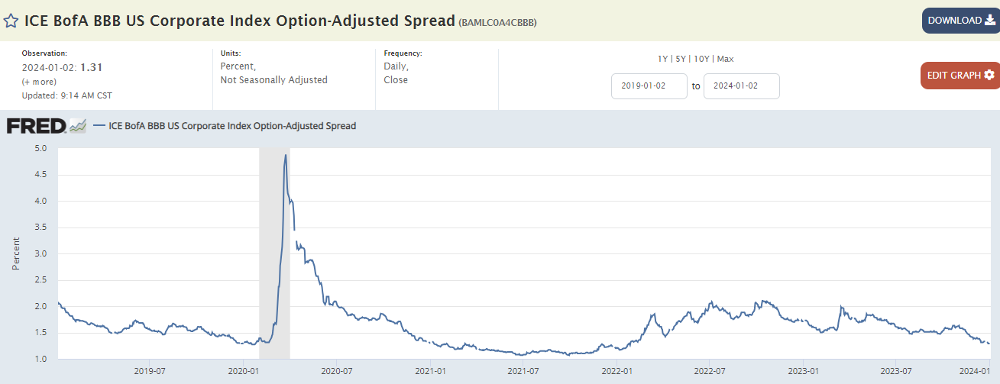 ICE BofA BBB US Corporate Index Option-Adjusted Spread (BAMLC0A4CBBB)
DOWNLOAD
Observation:
2024-01-02: 1.31
(+ more)
Updated: 9:14 AM CST
Units:
Percent,
Not Seasonally Adjusted
Frequency:
Daily,
Close
1Y | 5Y | 10Y | Max
2019-01-02 to 2024-01-02
EDIT GRAPH
FRED ICE BofA BBB US Corporate Index Option-Adjusted Spread
Percent
5.0
4.5
4.0
3.5
3.0
2.5
2.0
1.5
1.0
2019-07 2020-01 2020-07 2021-01 2021-07 2022-01 2022-07 2023-01 2023-07 2024-01